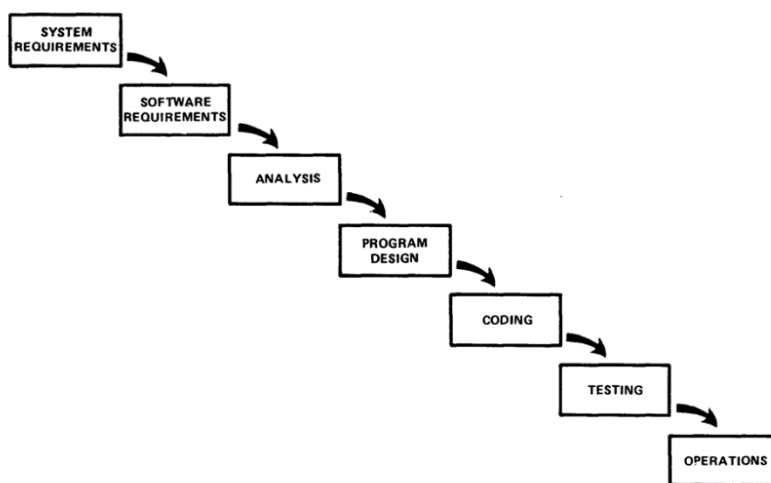 SYSTEM
REQUIREMENTS
SOFTWARE
REQUIREMENTS
ANALYSIS
PROGRAM
DESIGN
CODING
TESTING
OPERATIONS